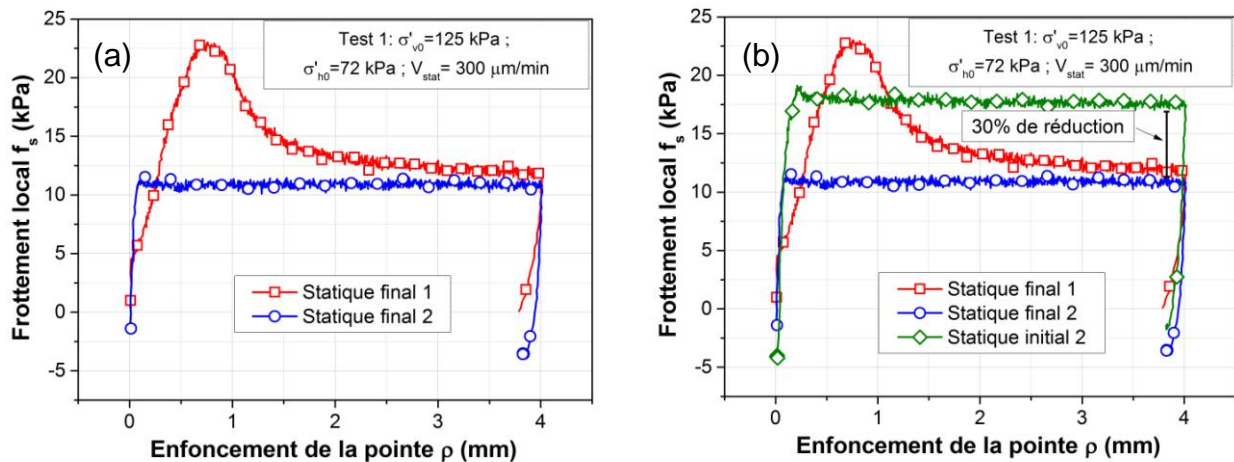 (a)
Test 1: σ'v0=125 kPa ;
σ'h0=72 kPa ; Vstat= 300 μm/min
Frottement local fs (kPa)
25
20
15
10
5
0
-5
Statique final 1
Statique final 2
0 1 2 3 4
Enfoncement de la pointe ρ (mm)
(b)
Test 1: σ'v0=125 kPa ;
σ'h0=72 kPa ; Vstat= 300 μm/min
30% de réduction
Frottement local fs (kPa)
25
20
15
10
5
0
-5
Statique final 1
Statique final 2
Statique initial 2
0 1 2 3 4
Enfoncement de la pointe ρ (mm)